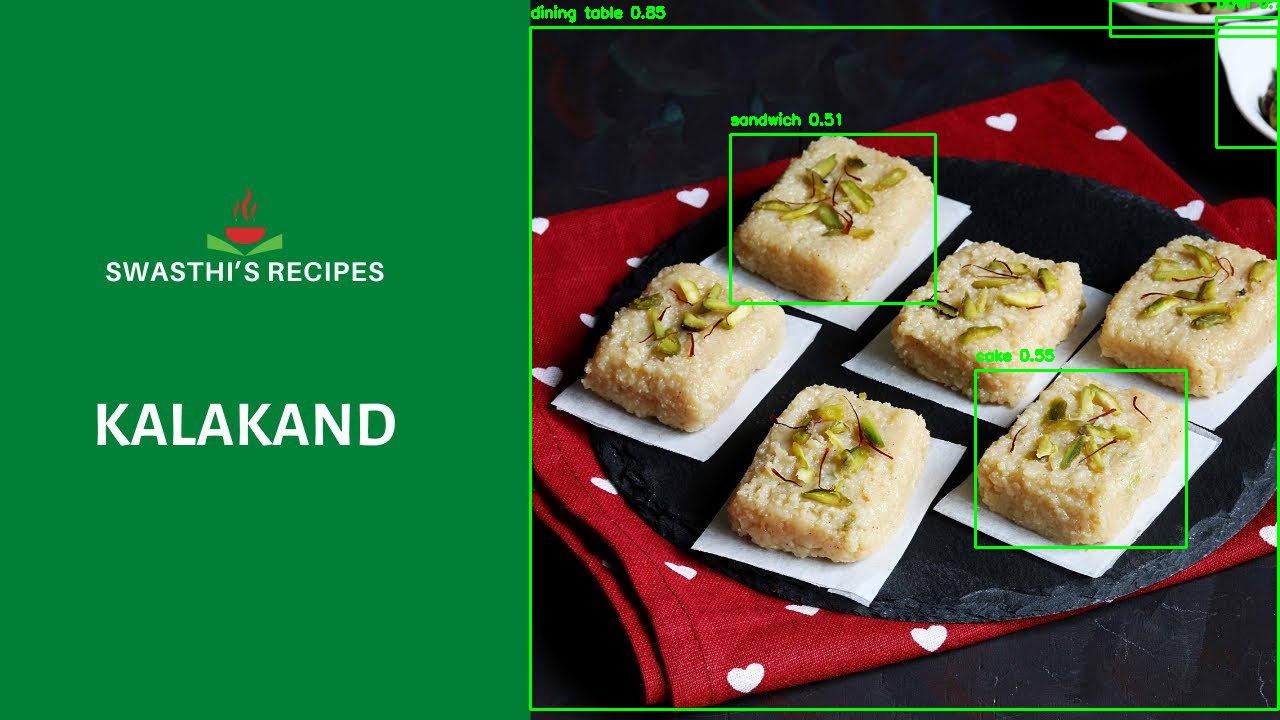 SWASTHI'S RECIPES
KALAKAND
dining table 0.85
sandwich 0.51
cake 0.55